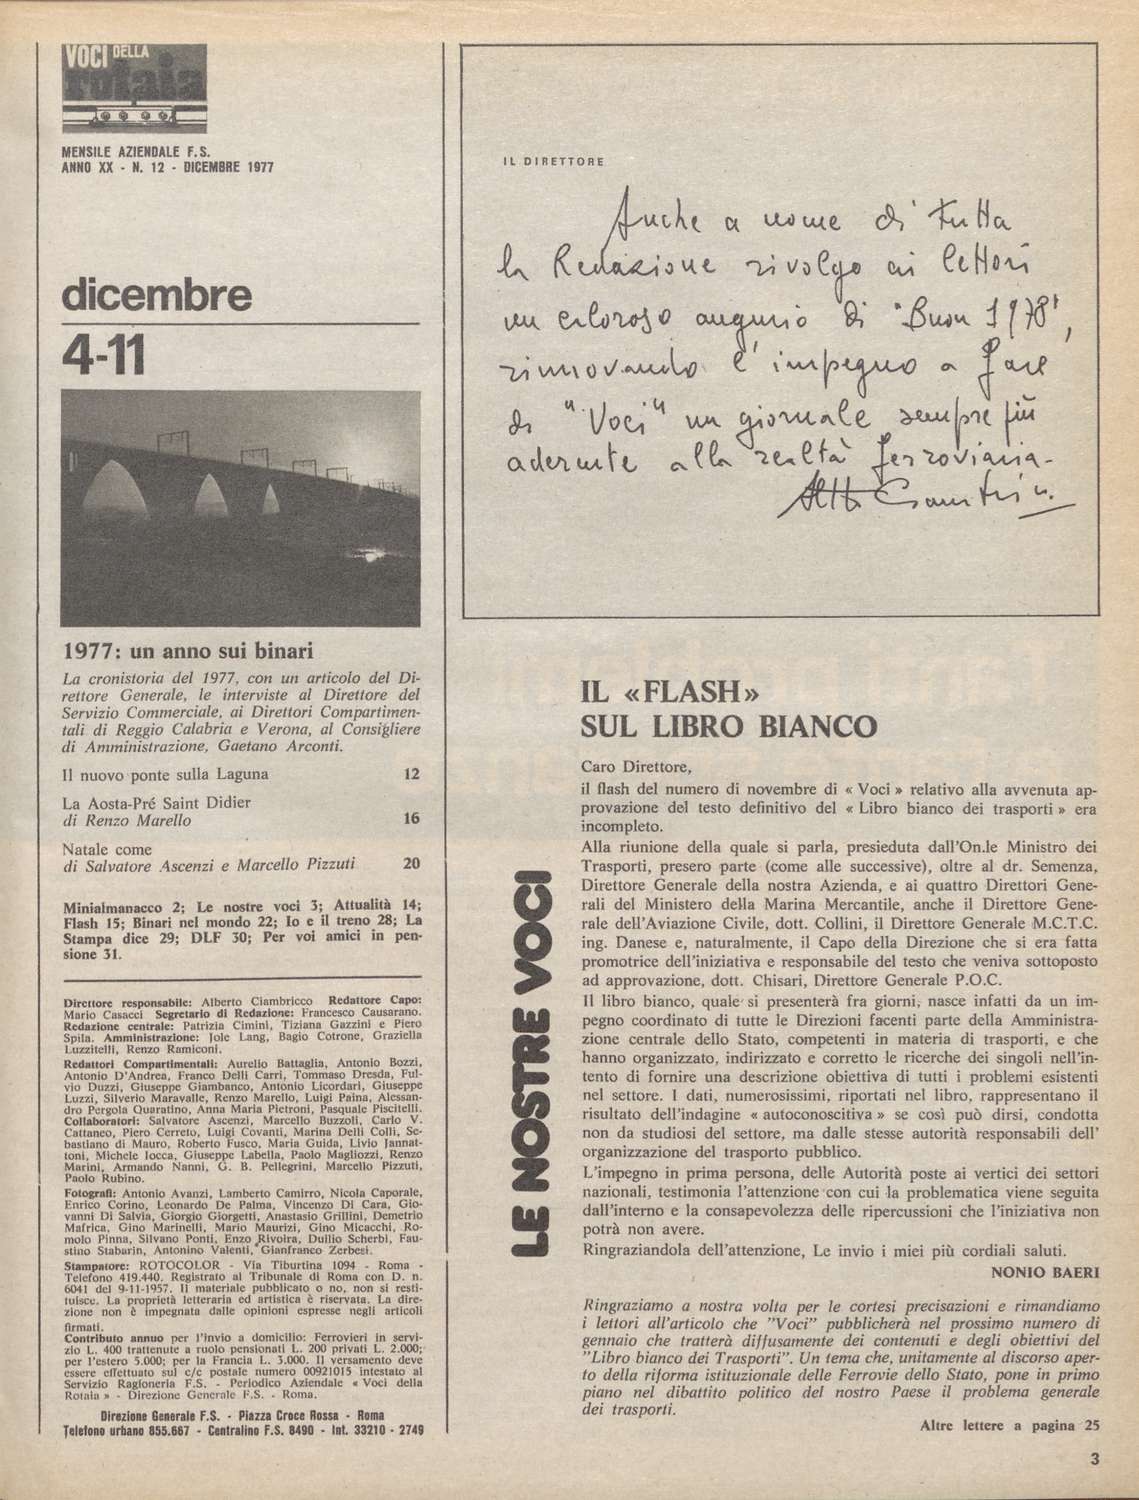 VOCI DELLA
rotaia
MENSILE AZIENDALE F.S.
ANNO XX - N. 12 - DICEMBRE 1977
dicembre
4-11
1977: un anno sui binari
La cronistoria del 1977, con un articolo del Di-
rettore Generale, le interviste al Direttore del
Servizio Commerciale, ai Direttori Compartimen-
tali di Reggio Calabria e Verona, al Consigliere
di Amministrazione, Gaetano Arconti.
Il nuovo ponte sulla Laguna 12
La Aosta-Pré Saint Didier
di Renzo Marello 16
Natale come
di Salvatore Ascenzi e Marcello Pizzuti 20
Minialmanacco 2; Le nostre voci 3; Attualità 14;
Flash 15; Binari nel mondo 22; Io e il treno 28; La
Stampa dice 29; DLF 30; Per voi amici in pen-
sione 31.
Direttore responsabile: Alberto Ciambricco Redattore Capo:
Mario Casacci Segretario di Redazione: Francesco Causarano.
Redazione centrale: Patrizia Cimini, Tiziana Gazzini e Piero
Spila. Amministrazione: Jole Lang, Bagio Cotrone, Graziella
Luzzitelli, Renzo Ramiconi.
Redattori Compartimentali: Aurelio Battaglia, Antonio Bozzi,
Antonio D'Andrea, Franco Delli Carri, Tommaso Dresda, Ful-
vio Duzzi, Giuseppe Giambanco, Antonio Licordari, Giuseppe
Luzzi, Silverio Maravalle, Renzo Marello, Luigi Paina, Alessan-
dro Pergola Quaratino, Anna Maria Pietroni, Pasquale Piscitelli.
Collaboratori: Salvatore Ascenzi, Marcello Buzzoli, Carlo V.
Cattaneo, Piero Cerreto, Luigi Covanti, Marina Delli Colli, Se-
bastiano di Mauro, Roberto Fusco, Maria Guida, Livio Jannat-
toni, Michele Iocca, Giuseppe Labella, Paolo Magliozzi, Renzo
Marini, Armando Nanni, G. B. Pellegrini, Marcello Pizzuti,
Paolo Rubino.
Fotografi: Antonio Avanzi, Lamberto Camirro, Nicola Caporale,
Enrico Corino, Leonardo De Palma, Vincenzo Di Cara, Gio-
vanni Di Salvia, Giorgio Giorgetti, Anastasio Grillini, Demetrio
Mafrica, Gino Marinelli, Mario Maurizi, Gino Micacchi, Ro-
molo Pinna, Silvano Ponti, Enzo Rivoira, Duilio Scherbi, Fau-
stino Stabarin, Antonino Valenti, Gianfranco Zerbesi.
Stampatore: ROTOCOLOR - Via Tiburtina 1094 - Roma -
Telefono 419.440. Registrato al Tribunale di Roma con D. n.
6041 del 9-11-1957. Il materiale pubblicato o no, non si resti-
tuisce. La proprietà letteraria ed artistica è riservata. La dire-
zione non è impegnata dalle opinioni espresse negli articoli
firmati.
Contributo annuo per l'invio a domicilio: Ferrovieri in servi-
zio L. 400 trattenute a ruolo pensionati L. 200 privati L. 2.000;
per l'estero 5.000; per la Francia L. 3.000. Il versamento deve
essere effettuato sul c/c postale numero 00921015 intestato al
Servizio Ragioneria F.S. - Periodico Aziendale « Voci della
Rotaia » - Direzione Generale F.S. - Roma.
Direzione Generale F.S. - Piazza Croce Rossa - Roma
Telefono urbano 855.667 - Centralino F.S. 8490 - Int. 33210 - 2749
IL DIRETTORE
Anche a nome di tutta
la Redazione rivolgo ai lettori
un caloroso augurio di "Buon 1978",
rinnovando l'impegno a fare
di "Voci" un giornale sempre più
aderente alla realtà ferroviaria.
LE NOSTRE VOCI
IL «FLASH»
SUL LIBRO BIANCO
Caro Direttore,
il flash del numero di novembre di « Voci » relativo alla avvenuta ap-
provazione del testo definitivo del « Libro bianco dei trasporti » era
incompleto.
Alla riunione della quale si parla, presieduta dall'On.le Ministro dei
Trasporti, presero parte (come alle successive), oltre al dr. Semenza,
Direttore Generale della nostra Azienda, e ai quattro Direttori Gene-
rali del Ministero della Marina Mercantile, anche il Direttore Gene-
rale dell'Aviazione Civile, dott. Collini, il Direttore Generale M.C.T.C.
ing. Danese e, naturalmente, il Capo della Direzione che si era fatta
promotrice dell'iniziativa e responsabile del testo che veniva sottoposto
ad approvazione, dott. Chisari, Direttore Generale P.O.C.
Il libro bianco, quale si presenterà fra giorni, nasce infatti da un im-
pegno coordinato di tutte le Direzioni facenti parte della Amministra-
zione centrale dello Stato, competenti in materia di trasporti, e che
hanno organizzato, indirizzato e corretto le ricerche dei singoli nell'in-
tento di fornire una descrizione obiettiva di tutti i problemi esistenti
nel settore. I dati, numerosissimi, riportati nel libro, rappresentano il
risultato dell'indagine « autoconoscitiva » se così può dirsi, condotta
non da studiosi del settore, ma dalle stesse autorità responsabili dell'
organizzazione del trasporto pubblico.
L'impegno in prima persona, delle Autorità poste ai vertici dei settori
nazionali, testimonia l'attenzione con cui la problematica viene seguita
dall'interno e la consapevolezza delle ripercussioni che l'iniziativa non
potrà non avere.
Ringraziandola dell'attenzione, Le invio i miei più cordiali saluti.
NONIO BAERI
Ringraziamo a nostra volta per le cortesi precisazioni e rimandiamo
i lettori all'articolo che "Voci" pubblicherà nel prossimo numero di
gennaio che tratterà diffusamente dei contenuti e degli obiettivi del
"Libro bianco dei Trasporti". Un tema che, unitamente al discorso aper-
to della riforma istituzionale delle Ferrovie dello Stato, pone in primo
piano nel dibattito politico del nostro Paese il problema generale
dei trasporti.
Altre lettere a pagina 25
3